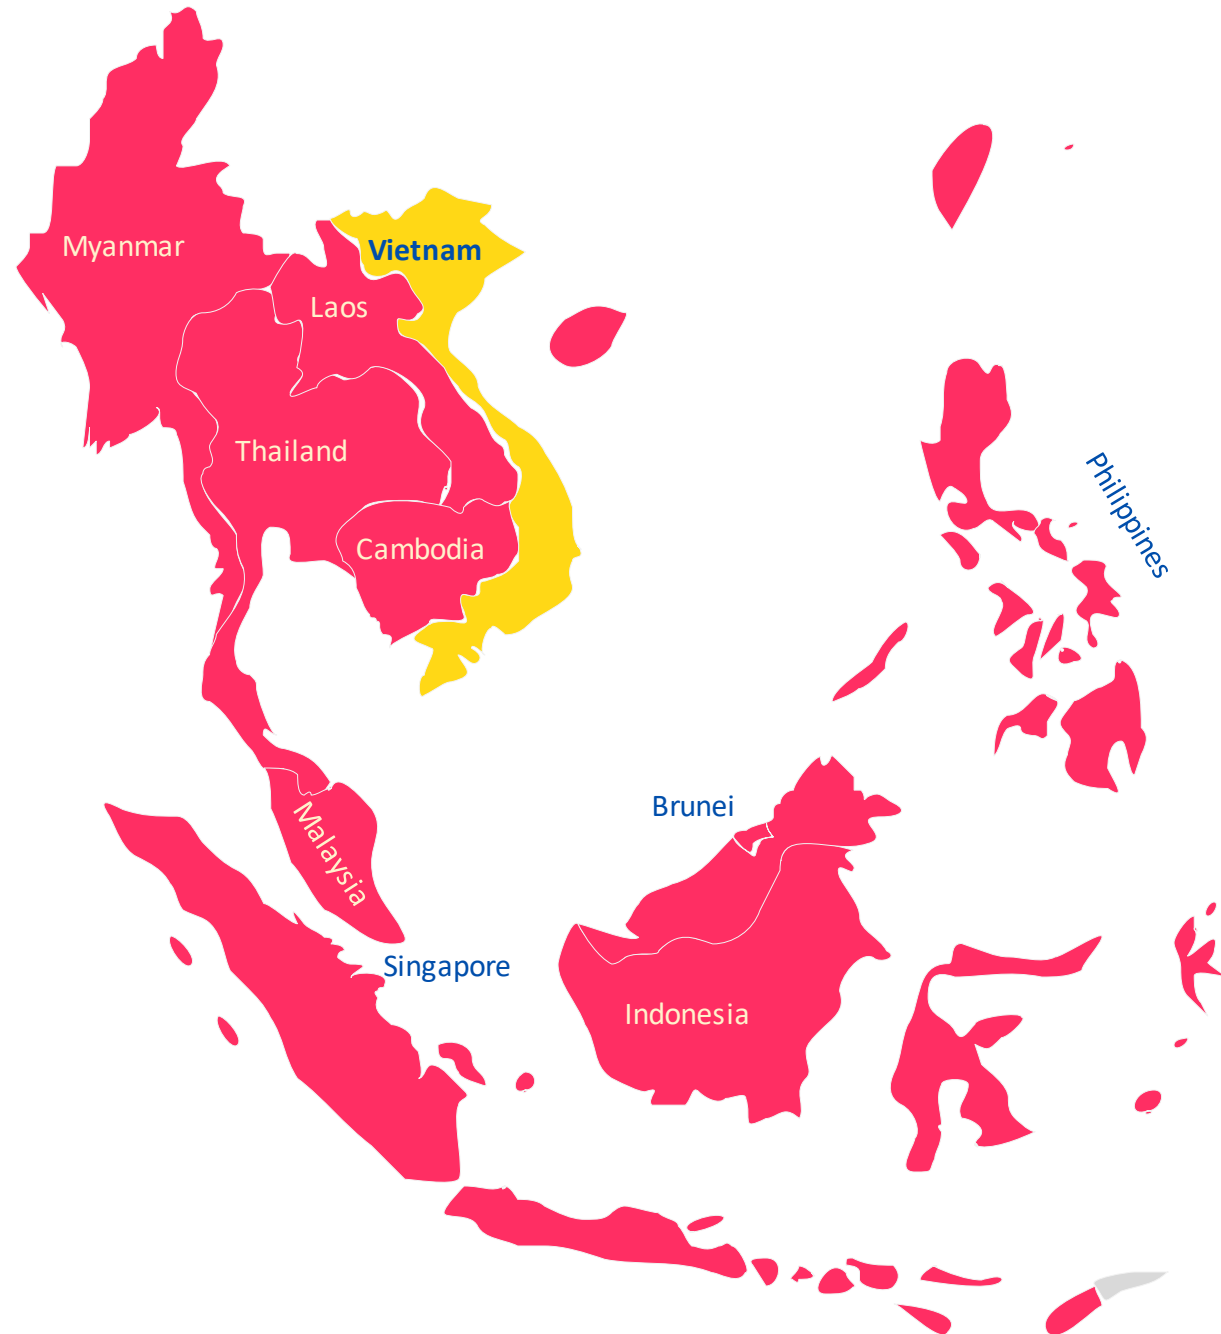 Myanmar
Vietnam
Laos
Thailand
Philippines
Cambodia
Brunei
Malaysia
Singapore
Indonesia